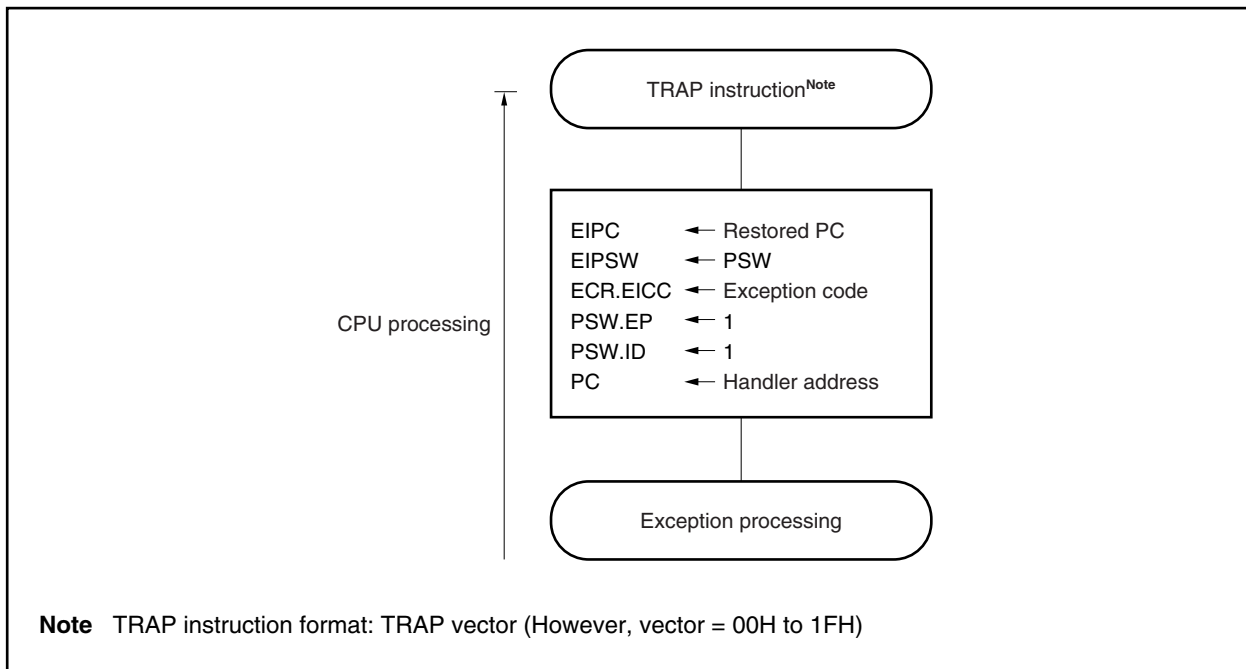 TRAP instructionNote
CPU processing
EIPC ← Restored PC
EIPSW ← PSW
ECR.EICC ← Exception code
PSW.EP ← 1
PSW.ID ← 1
PC ← Handler address
Exception processing
Note TRAP instruction format: TRAP vector (However, vector = 00H to 1FH)